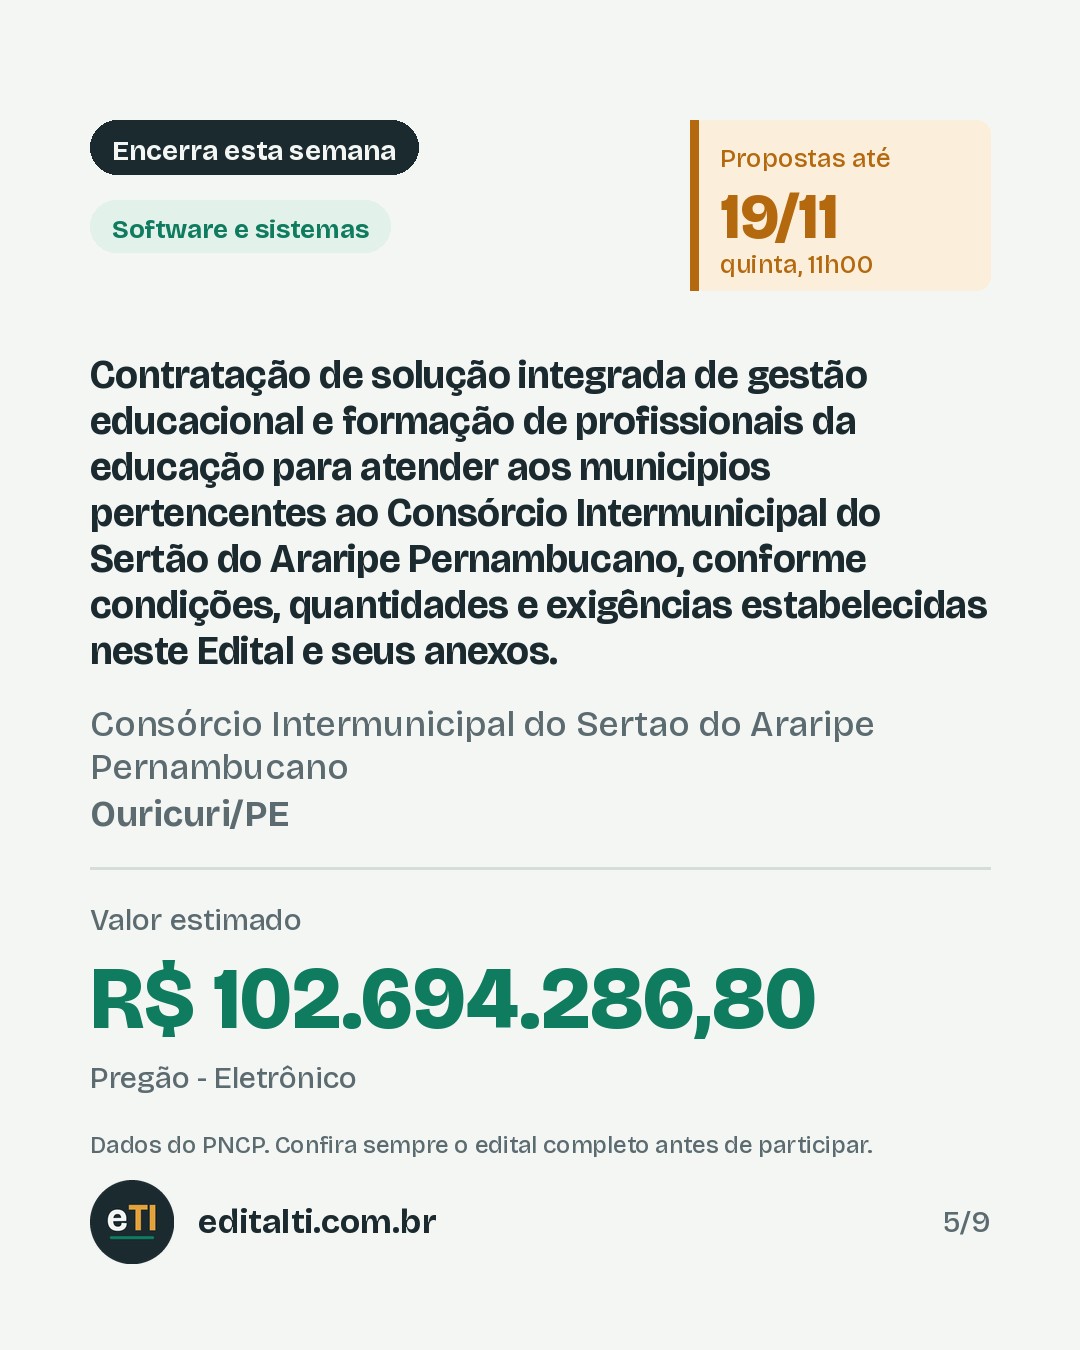 Encerra esta semana
Software e sistemas
Propostas até
19/11
quinta, 11h00
Contratação de solução integrada de gestão
educacional e formação de profissionais da
educação para atender aos municipios
pertencentes ao Consórcio Intermunicipal do
Sertão do Araripe Pernambucano, conforme
condições, quantidades e exigências estabelecidas
neste Edital e seus anexos.
Consórcio Intermunicipal do Sertao do Araripe
Pernambucano
Ouricuri/PE
Valor estimado
R$ 102.694.286,80
Pregão - Eletrônico
Dados do PNCP. Confira sempre o edital completo antes de participar.
eTI
editalti.com.br
5/9